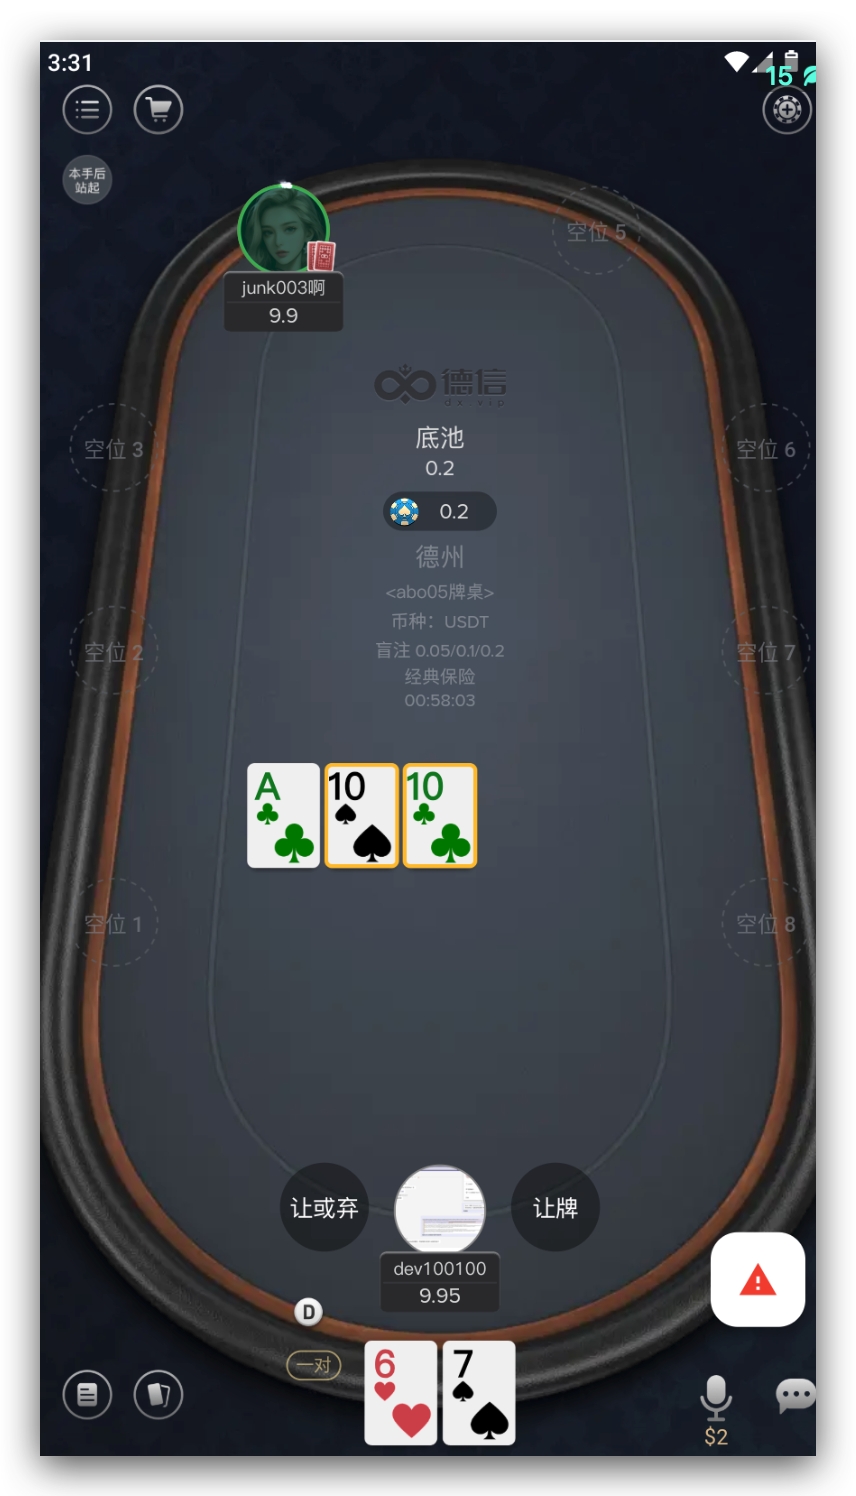 3:31
15
本手后
站起
空位 5
junk003啊
9.9
德信
dx.vip
空位 3
底池
空位 6
0.2
0.2
德州
<abo05牌桌>
币种：USDT
空位 2
盲注 0.05/0.1/0.2
空位 7
经典保险
00:58:03
A
10
10
空位 1
空位 8
让或弃
让牌
dev100100
9.95
D
一对
6
7
$2